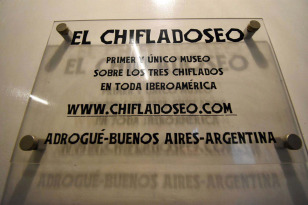 EL CHIFLADOSEO
PRIMER Y ÚNICO MUSEO
SOBRE LOS TRES CHIFLADOS
EN TODA IBEROAMÉRICA
WWW.CHIFLADOSEO.COM
ADROGUÉ-BUENOS AIRES-ARGENTINA